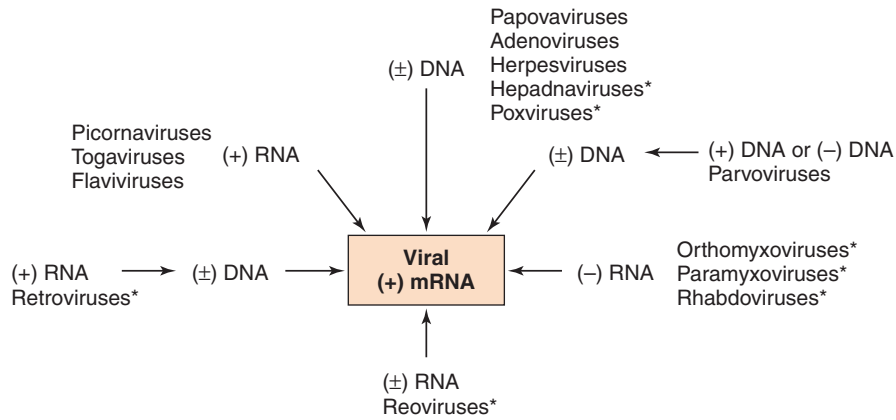 Papovaviruses
Adenoviruses
Herpesviruses
Hepadnaviruses*
Poxviruses*
(±) DNA
Picornaviruses
Togaviruses
Flaviviruses
(+) RNA
(±) DNA
(+) DNA or (–) DNA
Parvoviruses
Viral
(+) mRNA
(+) RNA
Retroviruses*
(±) DNA
(–) RNA
Orthomyxoviruses*
Paramyxoviruses*
Rhabdoviruses*
(±) RNA
Reoviruses*